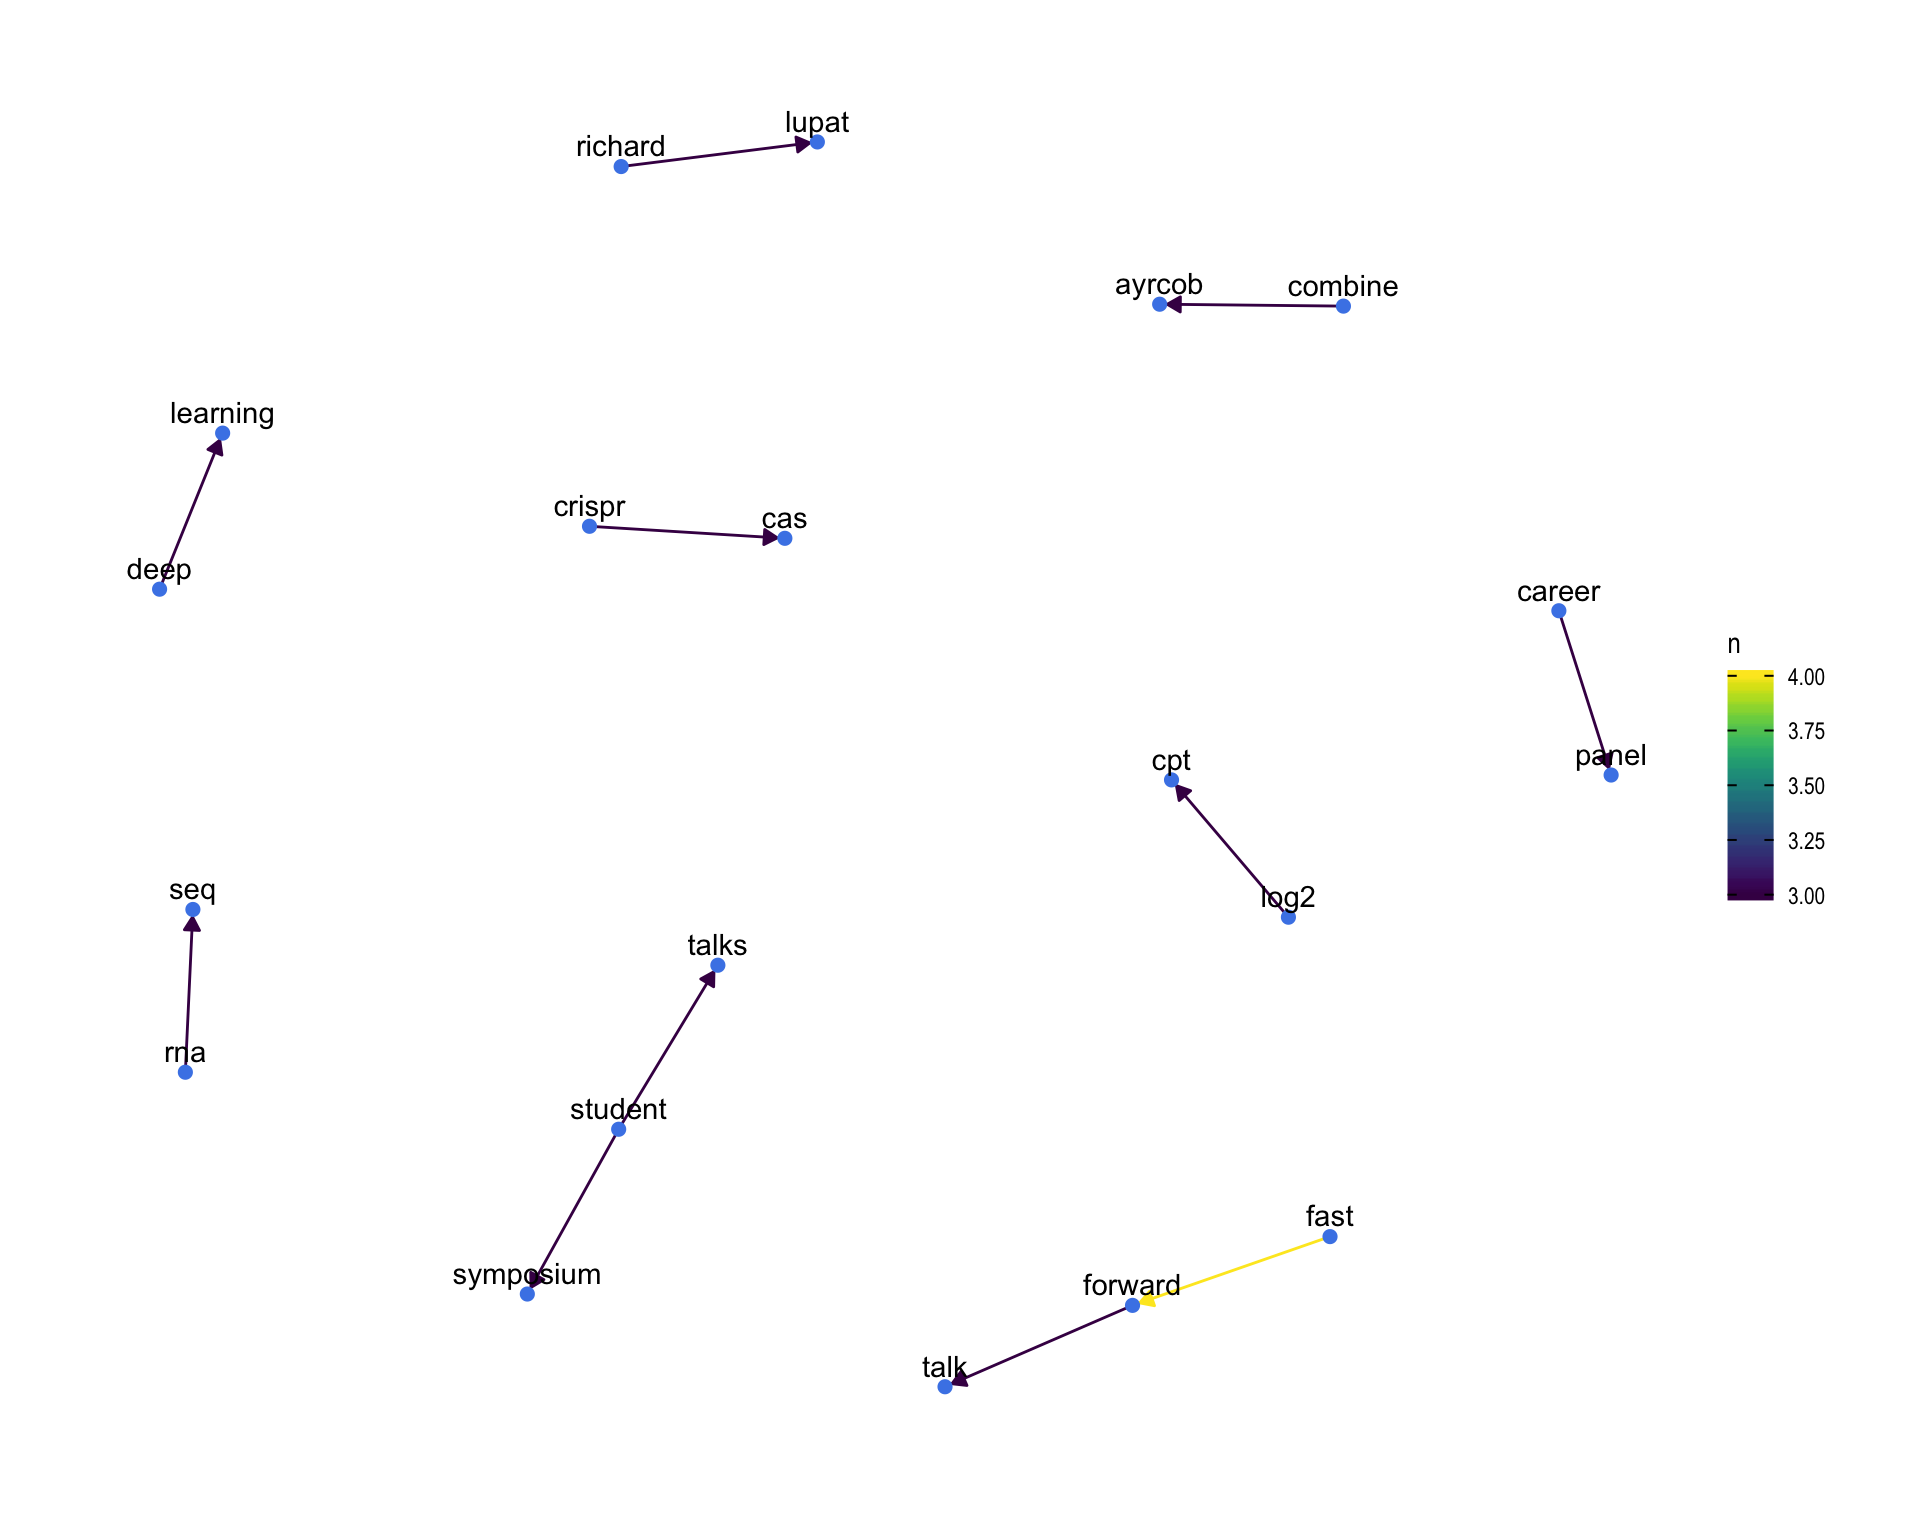 lupat
richard
ayrcob
combine
learning
crispr
cas
deep
career
n
4.00
panel
3.75
cpt
3.50
3.25
seq
log2
3.00
talks
rna
student
fast
symposium
forward
talk